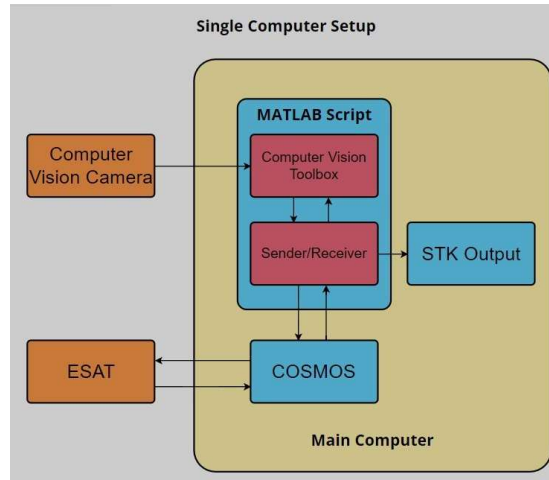 Single Computer Setup
MATLAB Script
Computer
Vision Camera
Computer Vision
Toolbox
Sender/Receiver
STK Output
ESAT
COSMOS
Main Computer